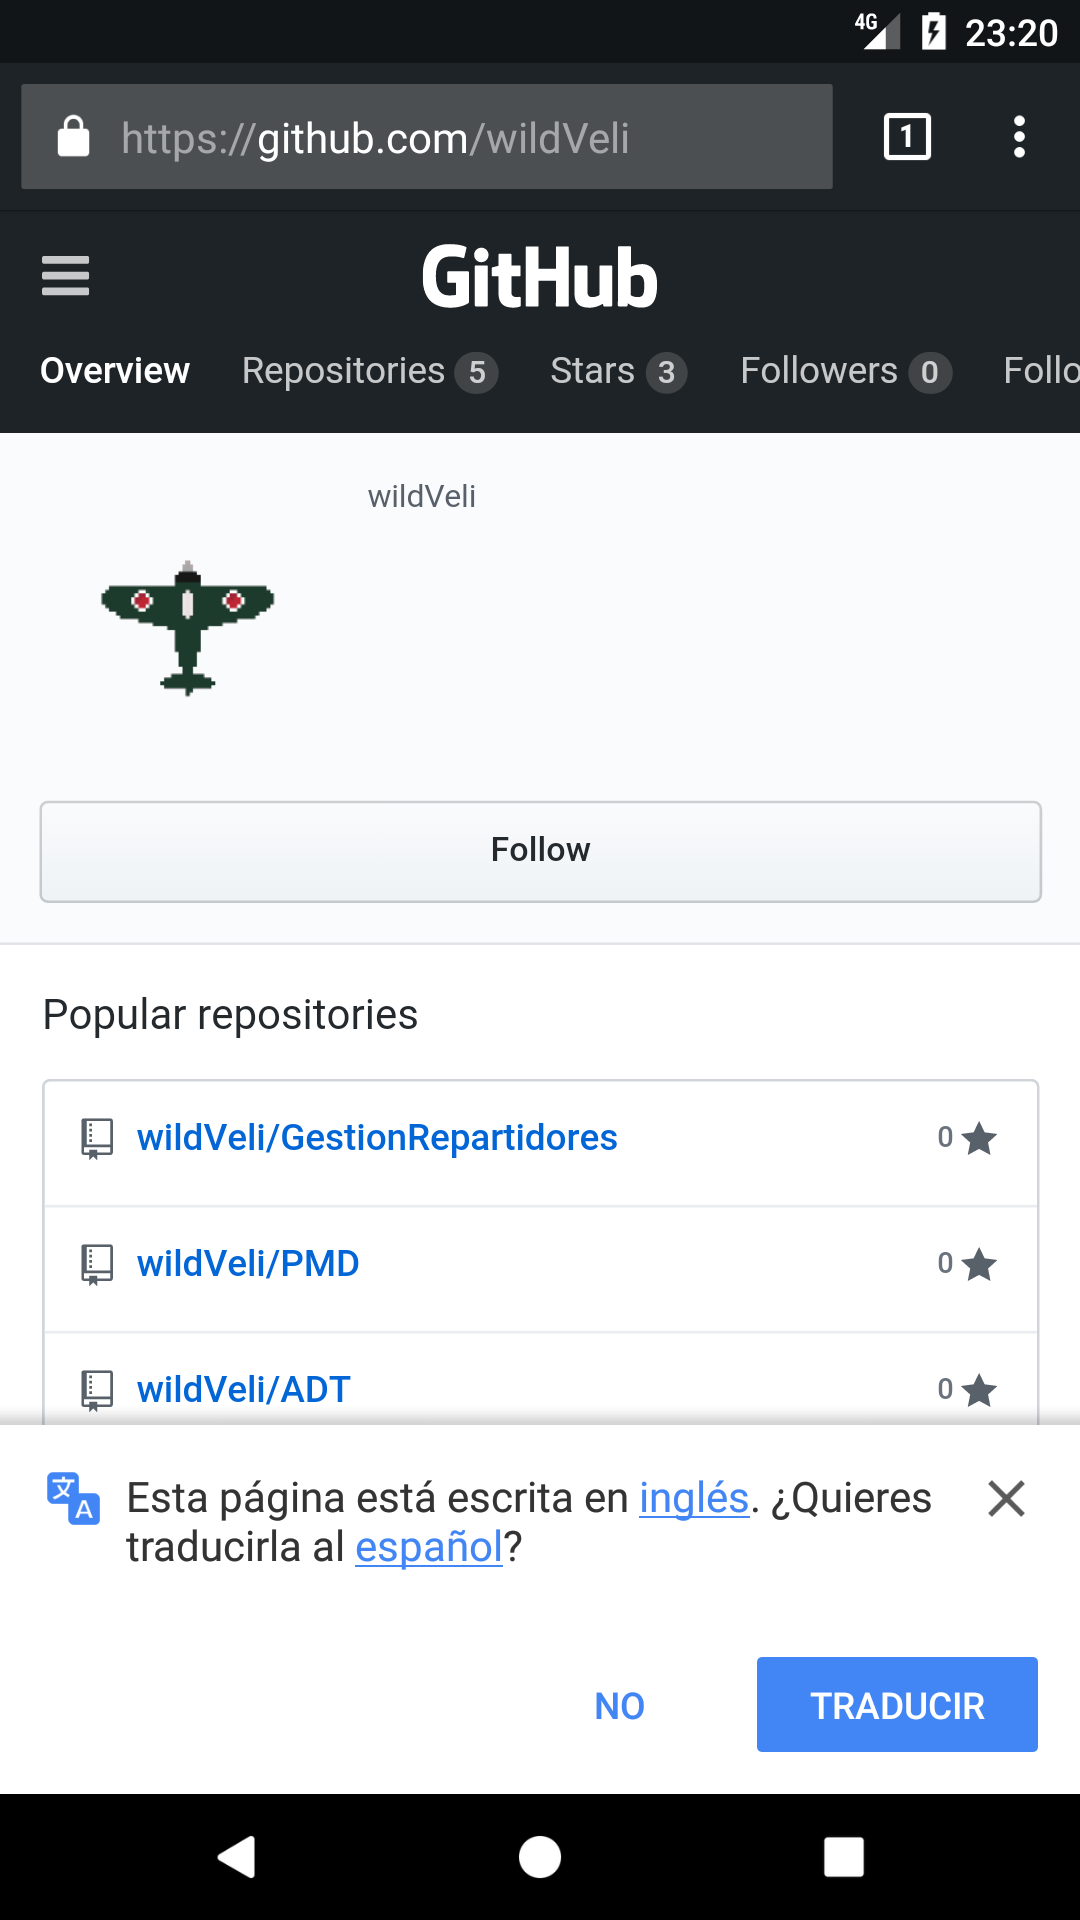 4G 23:20
https://github.com/wildVeli 1
GitHub
Overview Repositories 5 Stars 3 Followers 0 Follo
wildVeli
Follow
Popular repositories
wildVeli/GestionRepartidores 0
wildVeli/PMD 0
wildVeli/ADT 0
文A Esta página está escrita en inglés. ¿Quieres
traducirla al español?
NO TRADUCIR